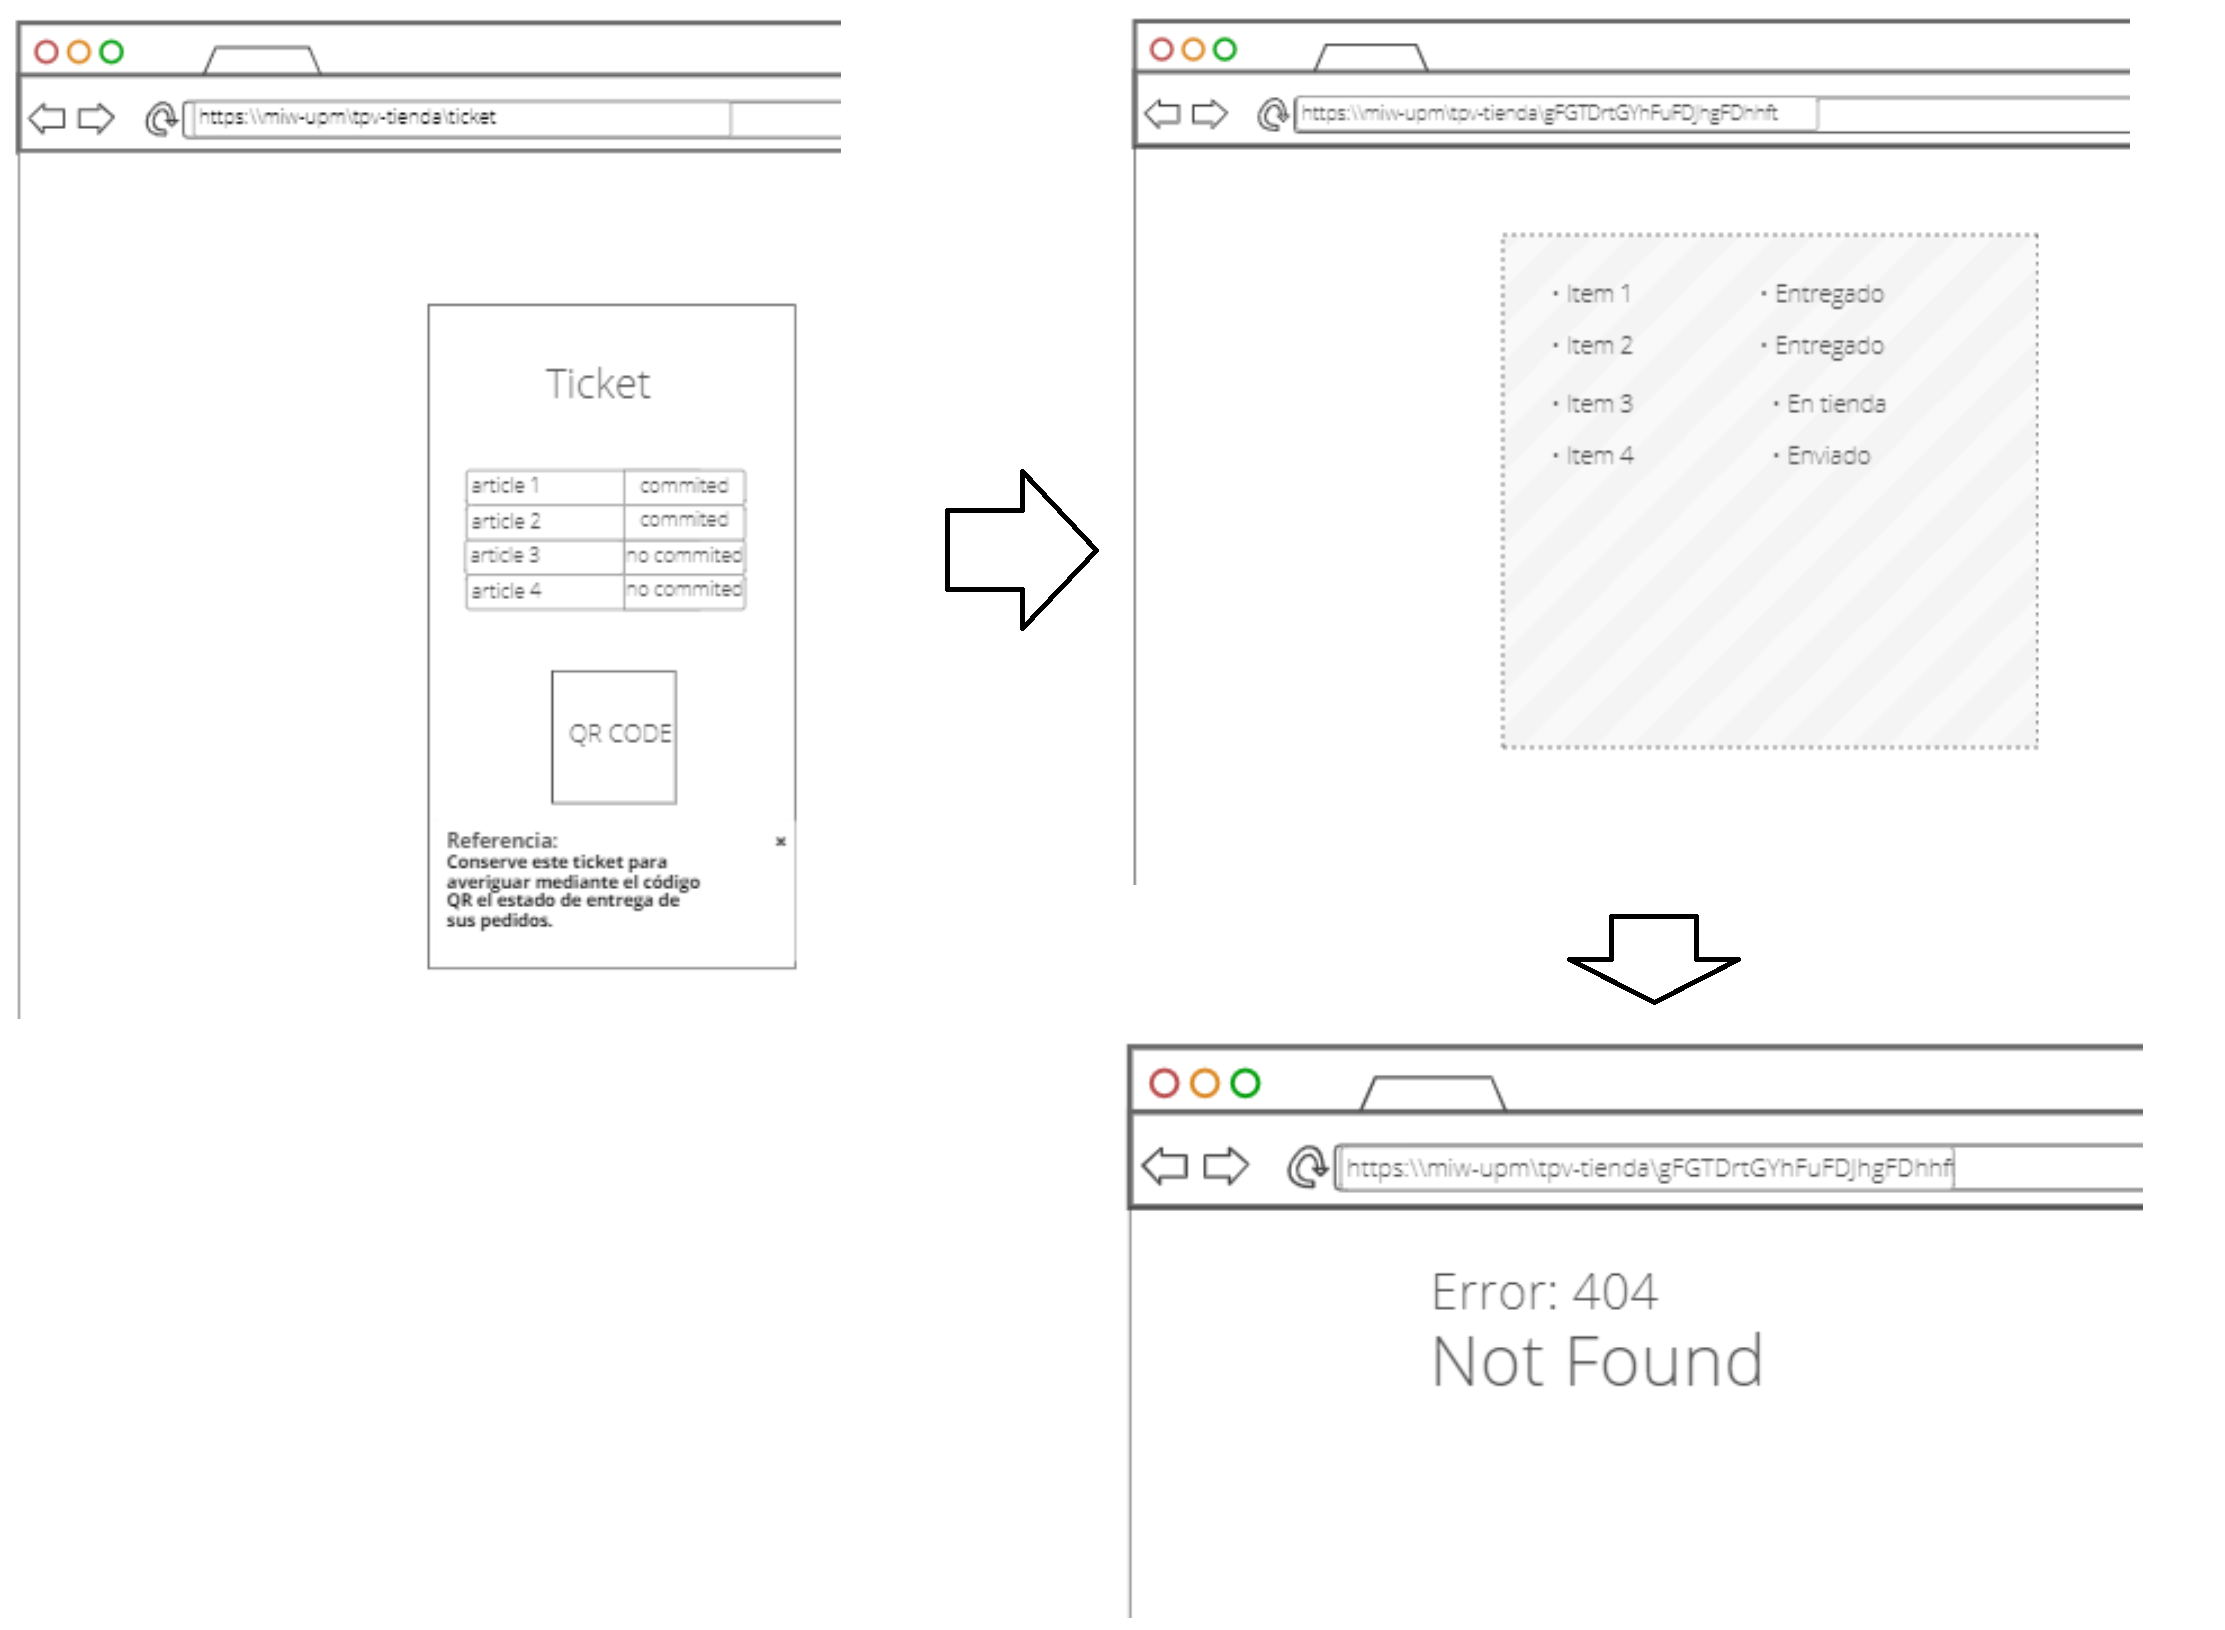 https:\\miw-upm\tpv-tienda\ticket
Ticket
article 1 commited
article 2 commited
article 3 no commited
article 4 no commited
QR CODE
Referencia:
Conserve este ticket para
averiguar mediante el código
QR el estado de entrega de
sus pedidos.
https:\\miw-upm\tpv-tienda\gFGTDrtGYhFuFDJhgFDhhft
• Item 1 • Entregado
• Item 2 • Entregado
• Item 3 • En tienda
• Item 4 • Enviado
https:\\miw-upm\tpv-tienda\gFGTDrtGYhFuFDJhgFDhhf
Error: 404
Not Found